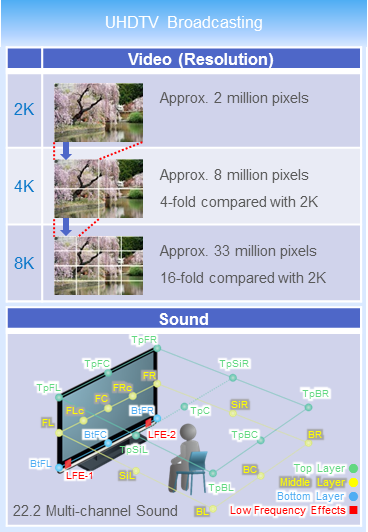 UHDTV Broadcasting
Video (Resolution)
2K
Approx. 2 million pixels
4K
Approx. 8 million pixels
4-fold compared with 2K
8K
Approx. 33 million pixels
16-fold compared with 2K
Sound
TpFR
TpFC
TpSiR
TpFL
FR
FRc
FC
FLc
FL
BtFR
TpC
SiR
TpBR
BtFC
LFE-2
TpSiL
TpBC
BR
BtFL
LFE-1
SiL
TpBL
BC
BL
Top Layer
Middle Layer
Bottom Layer
Low Frequency Effects
22.2 Multi-channel Sound